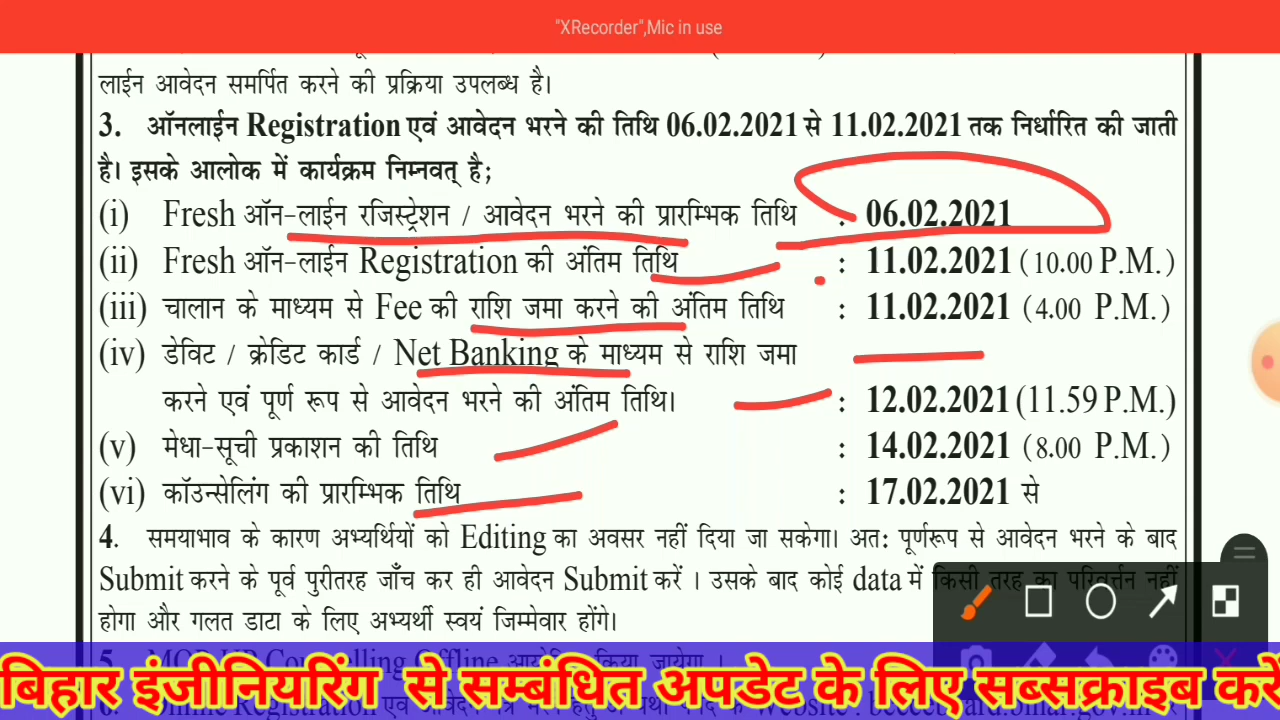 "XRecorder",Mic in use
लाईन आवेदन समर्पित करने की प्रक्रिया उपलब्ध है।
3. ऑनलाईन Registration एवं आवेदन भरने की तिथि 06.02.2021 से 11.02.2021 तक निर्धारित की जाती
है। इसके आलोक में कार्यक्रम निम्नवत् है;
(i) Fresh ऑन-लाईन रजिस्ट्रेशन / आवेदन भरने की प्रारम्भिक तिथि : 06.02.2021
(ii) Fresh ऑन-लाईन Registration की अंतिम तिथि : 11.02.2021 (10.00 P.M.)
(iii) चालान के माध्यम से Fee की राशि जमा करने की अंतिम तिथि : 11.02.2021 (4.00 P.M.)
(iv) डेविट / क्रेडिट कार्ड / Net Banking के माध्यम से राशि जमा
करने एवं पूर्ण रूप से आवेदन भरने की अंतिम तिथि। : 12.02.2021 (11.59 P.M.)
(v) मेधा-सूची प्रकाशन की तिथि : 14.02.2021 (8.00 P.M.)
(vi) कॉउन्सेलिंग की प्रारम्भिक तिथि : 17.02.2021 से
4. समयाभाव के कारण अभ्यर्थियों को Editing का अवसर नहीं दिया जा सकेगा। अत: पूर्णरूप से आवेदन भरने के बाद
Submit करने के पूर्व पुरीतरह जाँच कर ही आवेदन Submit करें । उसके बाद कोई data में किसी तरह का परिवर्त्तन नहीं
होगा और गलत डाटा के लिए अभ्यर्थी स्वयं जिम्मेवार होंगे।
5. MOP-UP Counselling Offline आयोजित किया जायेगा ।
बिहार इंजीनियरिंग से सम्बंधित अपडेट के लिए सब्सक्राइब करें